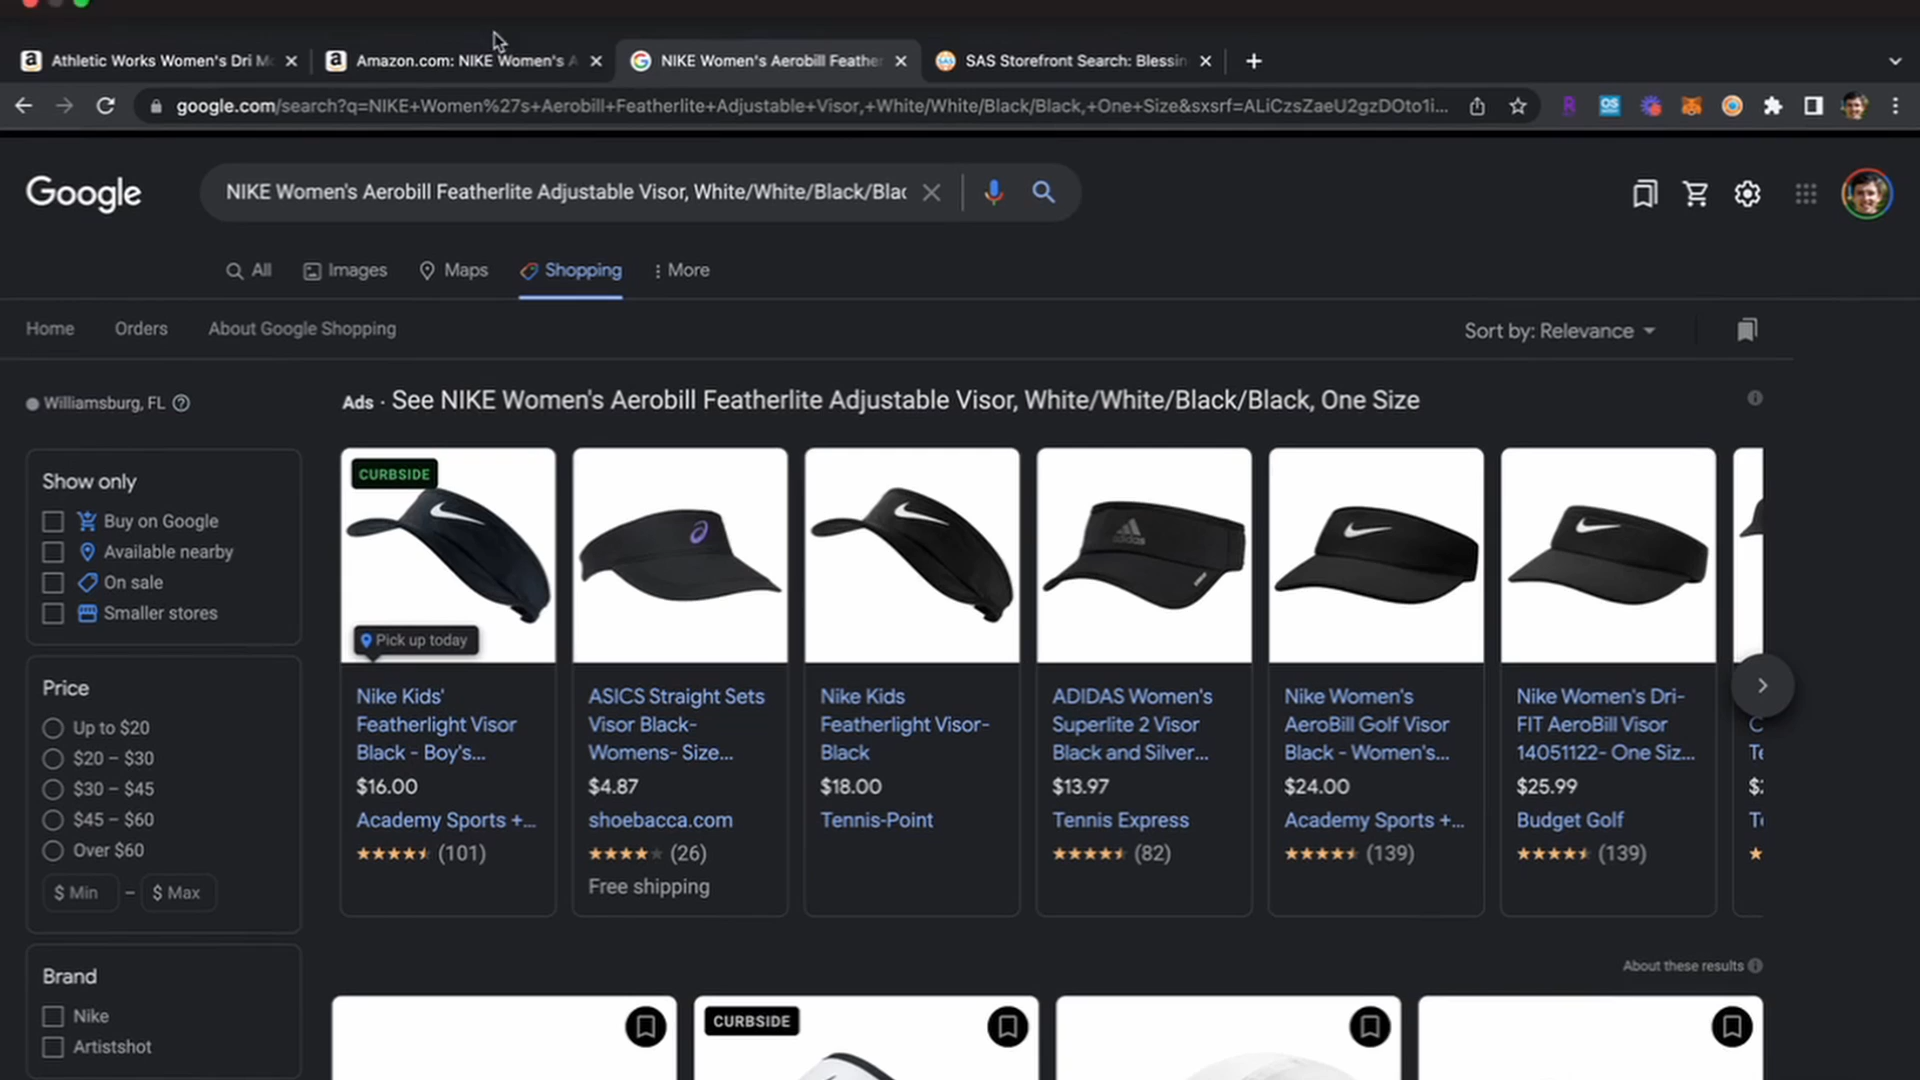 Athletic Works Women's Dri M
Amazon.com: NIKE Women's A
NIKE Women's Aerobill Feather
SAS Storefront Search: Blessin
google.com/search?q=NIKE+Women%27s+Aerobill+Featherlite+Adjustable+Visor,+White/White/Black/Black,+One+Size&sxsrf=ALiCzsZaeU2gzDOto1i...
Google
NIKE Women's Aerobill Featherlite Adjustable Visor, White/White/Black/Blac
All
Images
Maps
Shopping
More
Home
Orders
About Google Shopping
Sort by: Relevance
Williamsburg, FL
Show only
Buy on Google
Available nearby
On sale
Smaller stores
Price
Up to $20
$20 – $30
$30 – $45
$45 – $60
Over $60
$ Min – $ Max
Brand
Nike
Artistshot
Ads · See NIKE Women's Aerobill Featherlite Adjustable Visor, White/White/Black/Black, One Size
CURBSIDE
Pick up today
Nike Kids'
Featherlight Visor
Black - Boy's...
$16.00
Academy Sports +...
(101)
ASICS Straight Sets
Visor Black-
Womens- Size...
$4.87
shoebacca.com
(26)
Free shipping
Nike Kids
Featherlight Visor-
Black
$18.00
Tennis-Point
adidas
ADIDAS Women's
Superlite 2 Visor
Black and Silver...
$13.97
Tennis Express
(82)
Nike Women's
AeroBill Golf Visor
Black - Women's...
$24.00
Academy Sports +...
(139)
Nike Women's Dri-
FIT AeroBill Visor
14051122- One Siz...
$25.99
Budget Golf
(139)
About these results
CURBSIDE